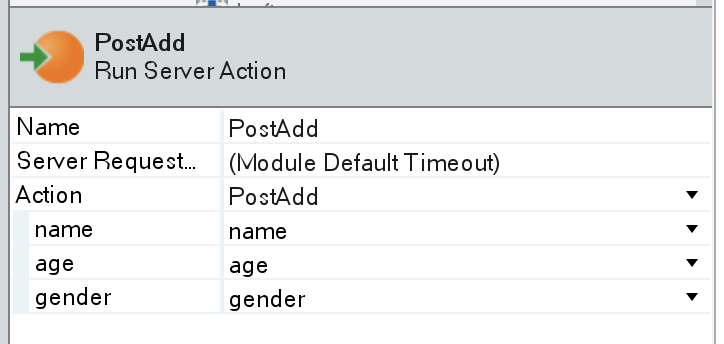 PostAdd
Run Server Action
Name PostAdd
Server Request... (Module Default Timeout)
Action PostAdd
name name
age age
gender gender